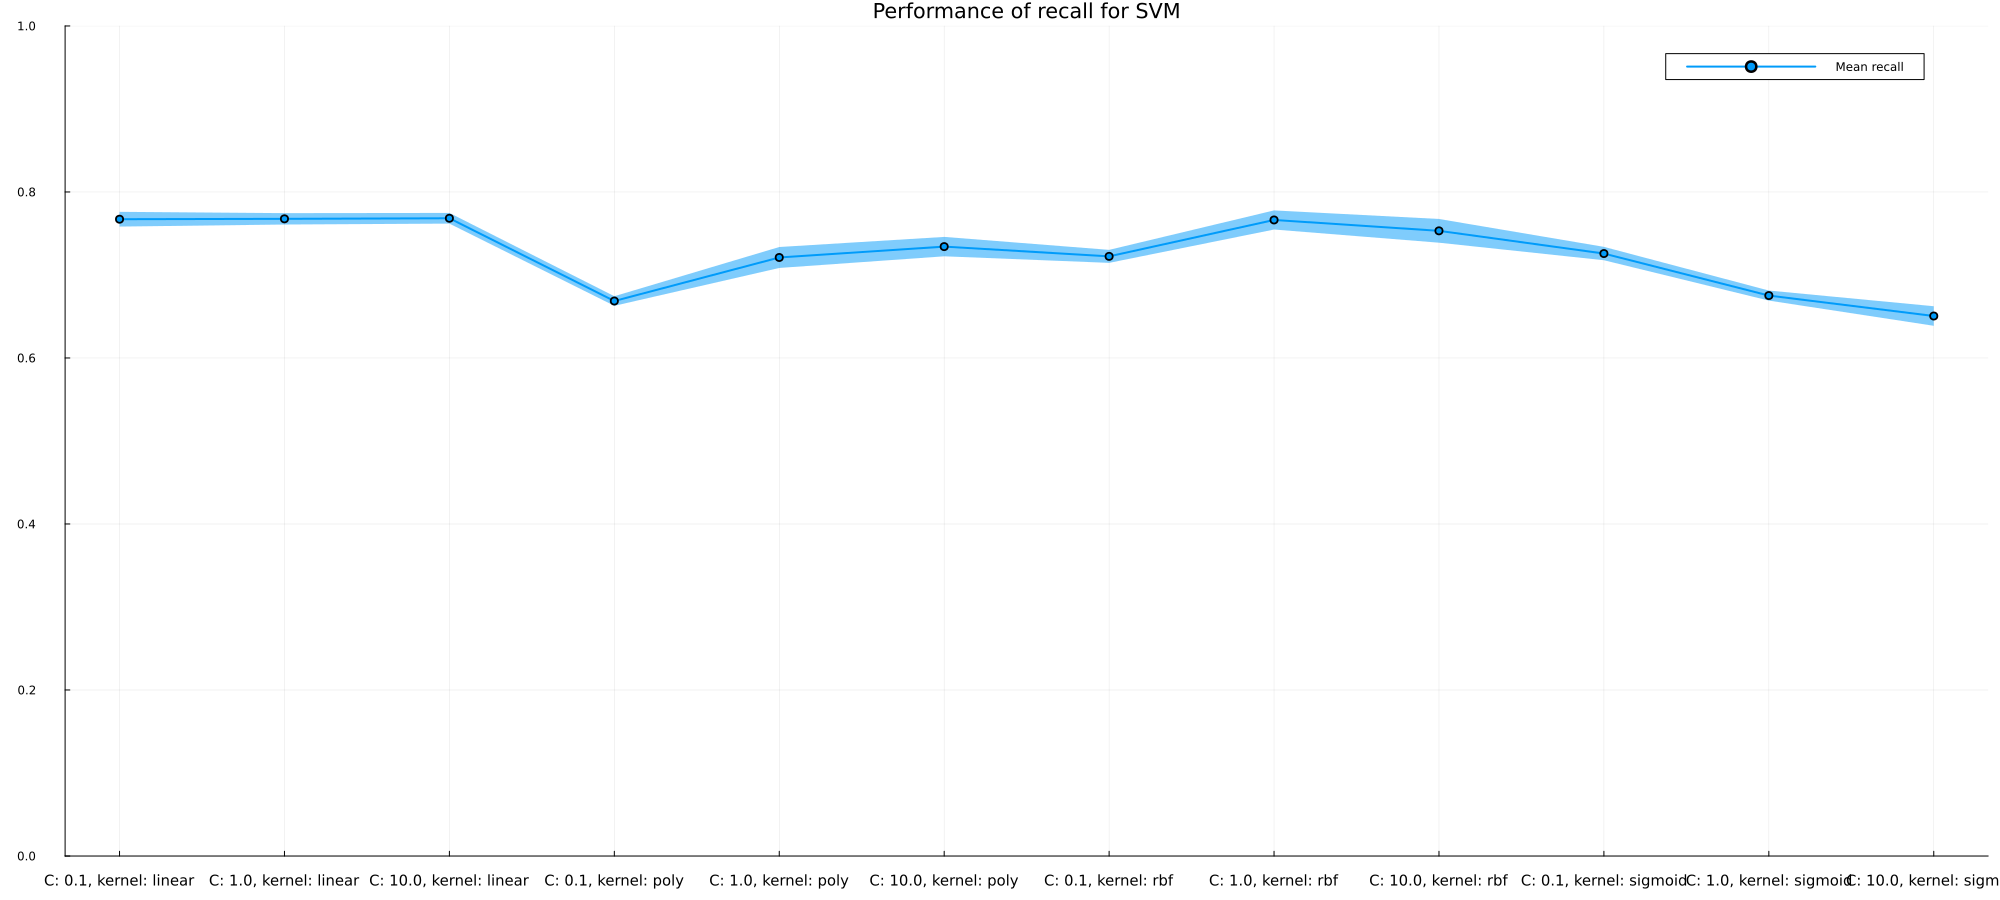 Performance of recall for SVM
Mean recall
1.0
0.8
0.6
0.4
0.2
0.0
C: 0.1, kernel: linear
C: 1.0, kernel: linear
C: 10.0, kernel: linear
C: 0.1, kernel: poly
C: 1.0, kernel: poly
C: 10.0, kernel: poly
C: 0.1, kernel: rbf
C: 1.0, kernel: rbf
C: 10.0, kernel: rbf
C: 0.1, kernel: sigmoid
C: 1.0, kernel: sigmoid
C: 10.0, kernel: sigm